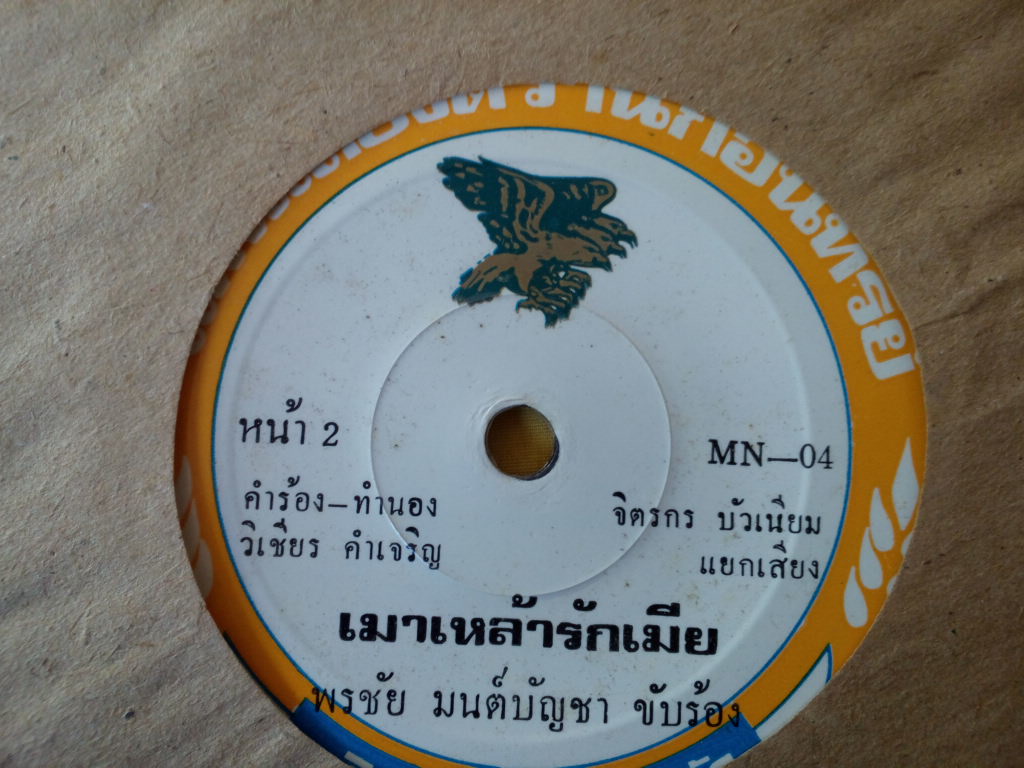 หน้า 2
MN—04
คำร้อง–ทำนอง
วิเชียร คำเจริญ
จิตรกร บัวเนียม
แยกเสียง
เมาเหล้ารักเมีย
พรชัย มนต์บัญชา ขับร้อง